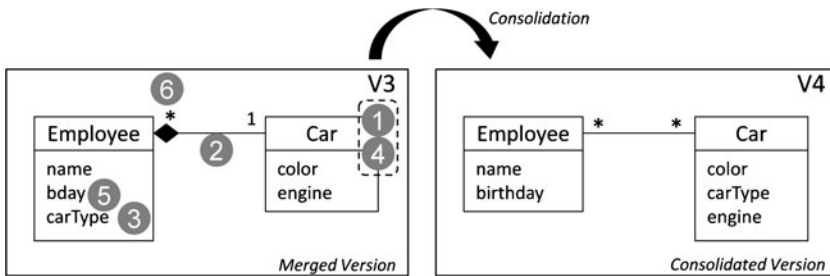 Consolidation
V3
6
*
1
Employee
2
Car
1
4
name
bday
5
carType
3
color
engine
Merged Version
V4
Employee
*
*
Car
name
birthday
color
carType
engine
Consolidated Version